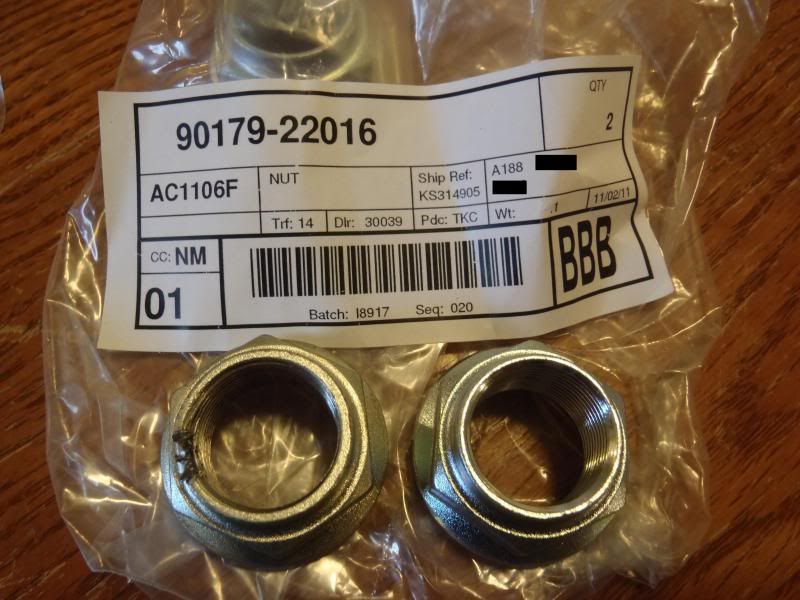 90179-22016
QTY
2
AC1106F
NUT
Ship Ref:
KS314905
A188
Trf: 14
Dlr: 30039
Pdc: TKC
Wt:
.1
11/02/11
CC: NM
01
BBB
Batch: I8917
Seq: 020